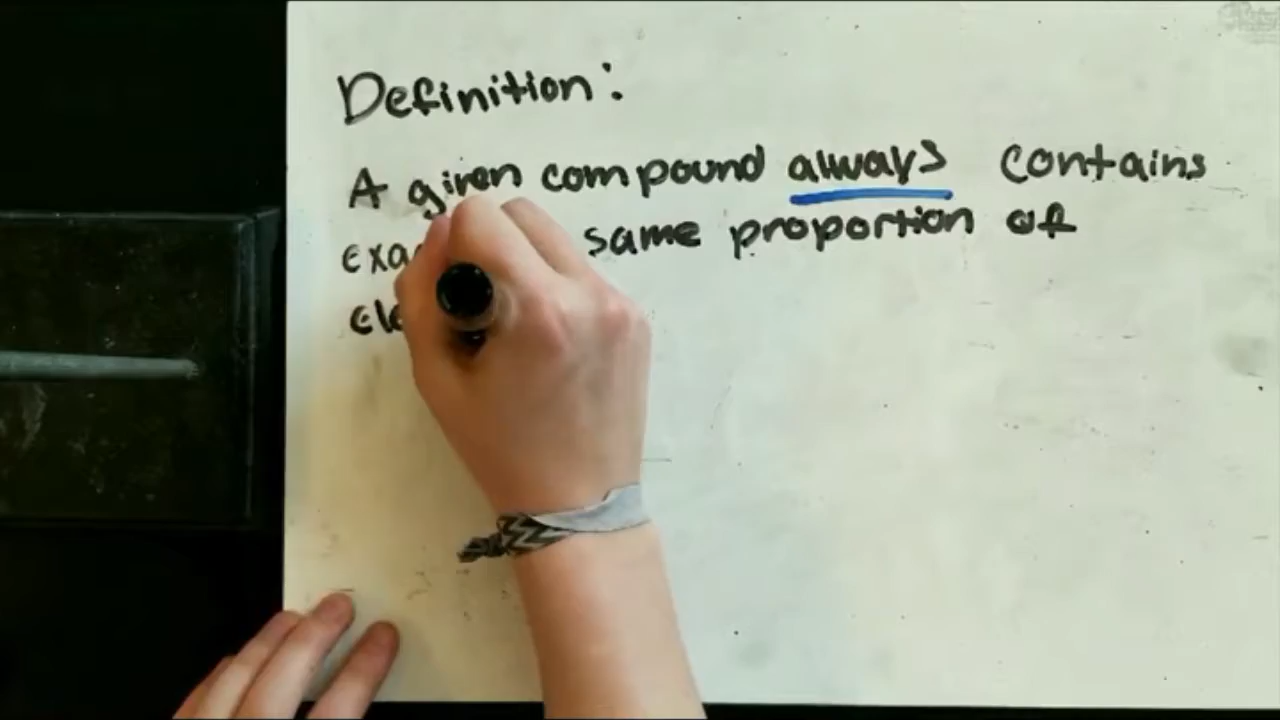 Definition:
A given compound always contains
same proportion of